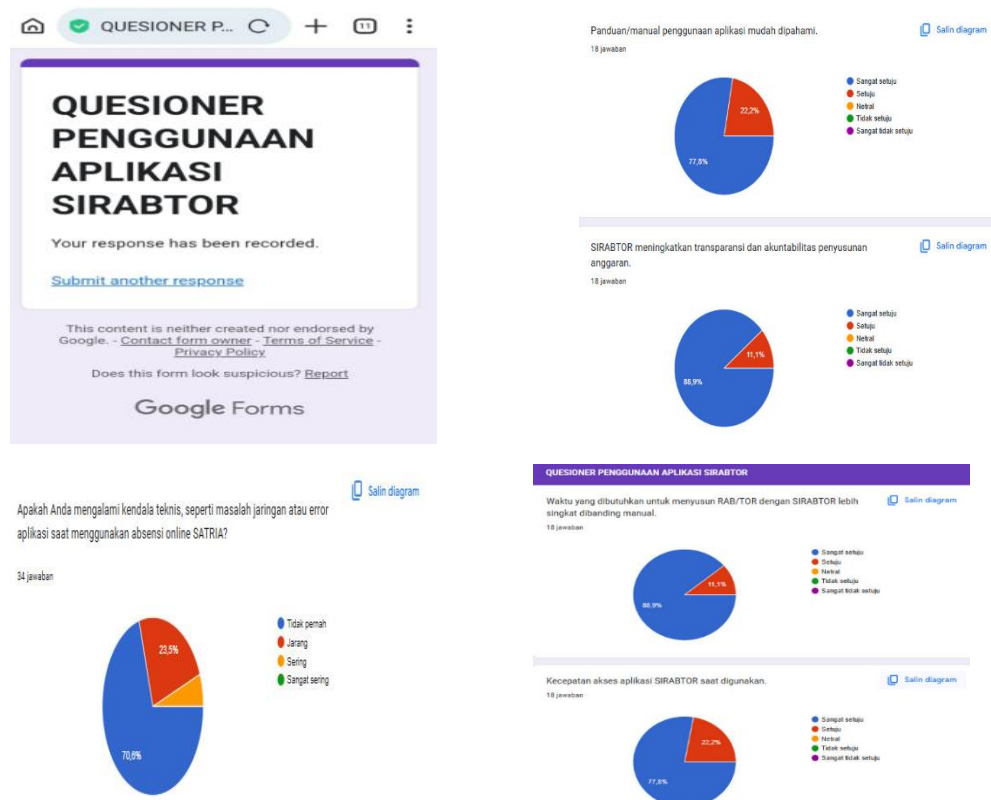 QUESIONER P...
11
QUESIONER
PENGGUNAAN
APLIKASI
SIRABTOR
Your response has been recorded.
Submit another response
This content is neither created nor endorsed by
Google. - Contact form owner - Terms of Service -
Privacy Policy
Does this form look suspicious? Report
Google Forms
Panduan/manual penggunaan aplikasi mudah dipahami.
Salin diagram
18 jawaban
Sangat setuju
Setuju
Netral
Tidak setuju
Sangat tidak setuju
22,2%
77,8%
SIRABTOR meningkatkan transparansi dan akuntabilitas penyusunan
anggaran.
Salin diagram
18 jawaban
Sangat setuju
Setuju
Netral
Tidak setuju
Sangat tidak setuju
11,1%
88,9%
Salin diagram
Apakah Anda mengalami kendala teknis, seperti masalah jaringan atau error
aplikasi saat menggunakan absensi online SATRIA?
34 jawaban
Tidak pernah
Jarang
Sering
Sangat sering
23,5%
70,6%
QUESIONER PENGGUNAAN APLIKASI SIRABTOR
Waktu yang dibutuhkan untuk menyusun RAB/TOR dengan SIRABTOR lebih
singkat dibanding manual.
Salin diagram
18 jawaban
Sangat setuju
Setuju
Netral
Tidak setuju
Sangat tidak setuju
11,1%
88,9%
Kecepatan akses aplikasi SIRABTOR saat digunakan.
Salin diagram
18 jawaban
Sangat setuju
Setuju
Netral
Tidak setuju
Sangat tidak setuju
22,2%
77,8%